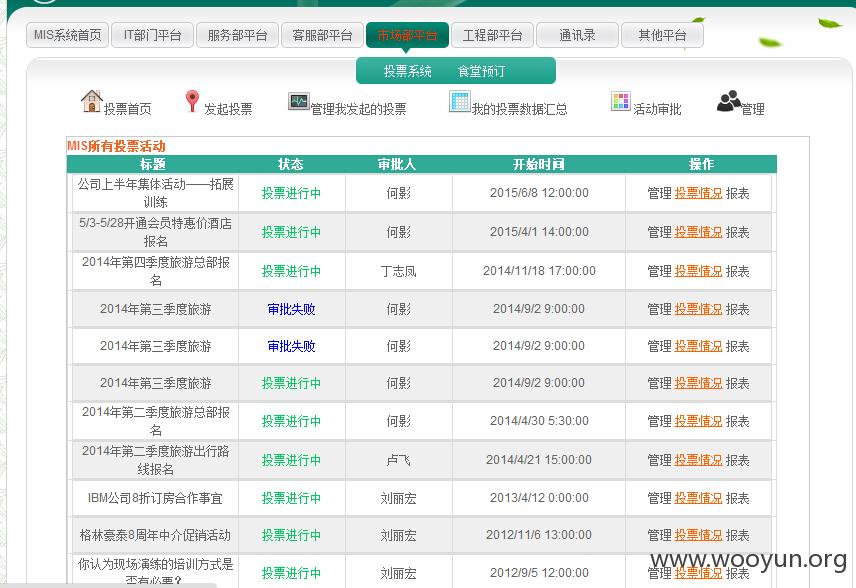 MIS系统首页 IT部门平台 服务部平台 客服部平台 市场部平台 工程部平台 通讯录 其他平台
投票系统 食堂预订
投票首页 发起投票 管理我发起的投票 我的投票数据汇总 活动审批 管理
MIS所有投票活动
标题 状态 审批人 开始时间 操作
公司上半年集体活动——拓展
训练 投票进行中 何影 2015/6/8 12:00:00 管理 投票情况 报表
5/3-5/28开通会员特惠价酒店
报名 投票进行中 何影 2015/4/1 14:00:00 管理 投票情况 报表
2014年第四季度旅游总部报
名 投票进行中 丁志凤 2014/11/18 17:00:00 管理 投票情况 报表
2014年第三季度旅游 审批失败 何影 2014/9/2 9:00:00 管理 投票情况 报表
2014年第三季度旅游 审批失败 何影 2014/9/2 9:00:00 管理 投票情况 报表
2014年第三季度旅游 投票进行中 何影 2014/9/2 9:00:00 管理 投票情况 报表
2014年第二季度旅游总部报
名 投票进行中 何影 2014/4/30 5:30:00 管理 投票情况 报表
2014年第二季度旅游出行路
线报名 投票进行中 卢飞 2014/4/21 15:00:00 管理 投票情况 报表
IBM公司8折订房合作事宜 投票进行中 刘丽宏 2013/4/12 0:00:00 管理 投票情况 报表
格林豪泰8周年中介促销活动 投票进行中 刘丽宏 2012/11/6 13:00:00 管理 投票情况 报表
你认为现场演练的培训方式是
否有必要? 投票进行中 刘丽宏 2012/9/5 12:00:00 管理 投票情况 报表
www.wooyun.org